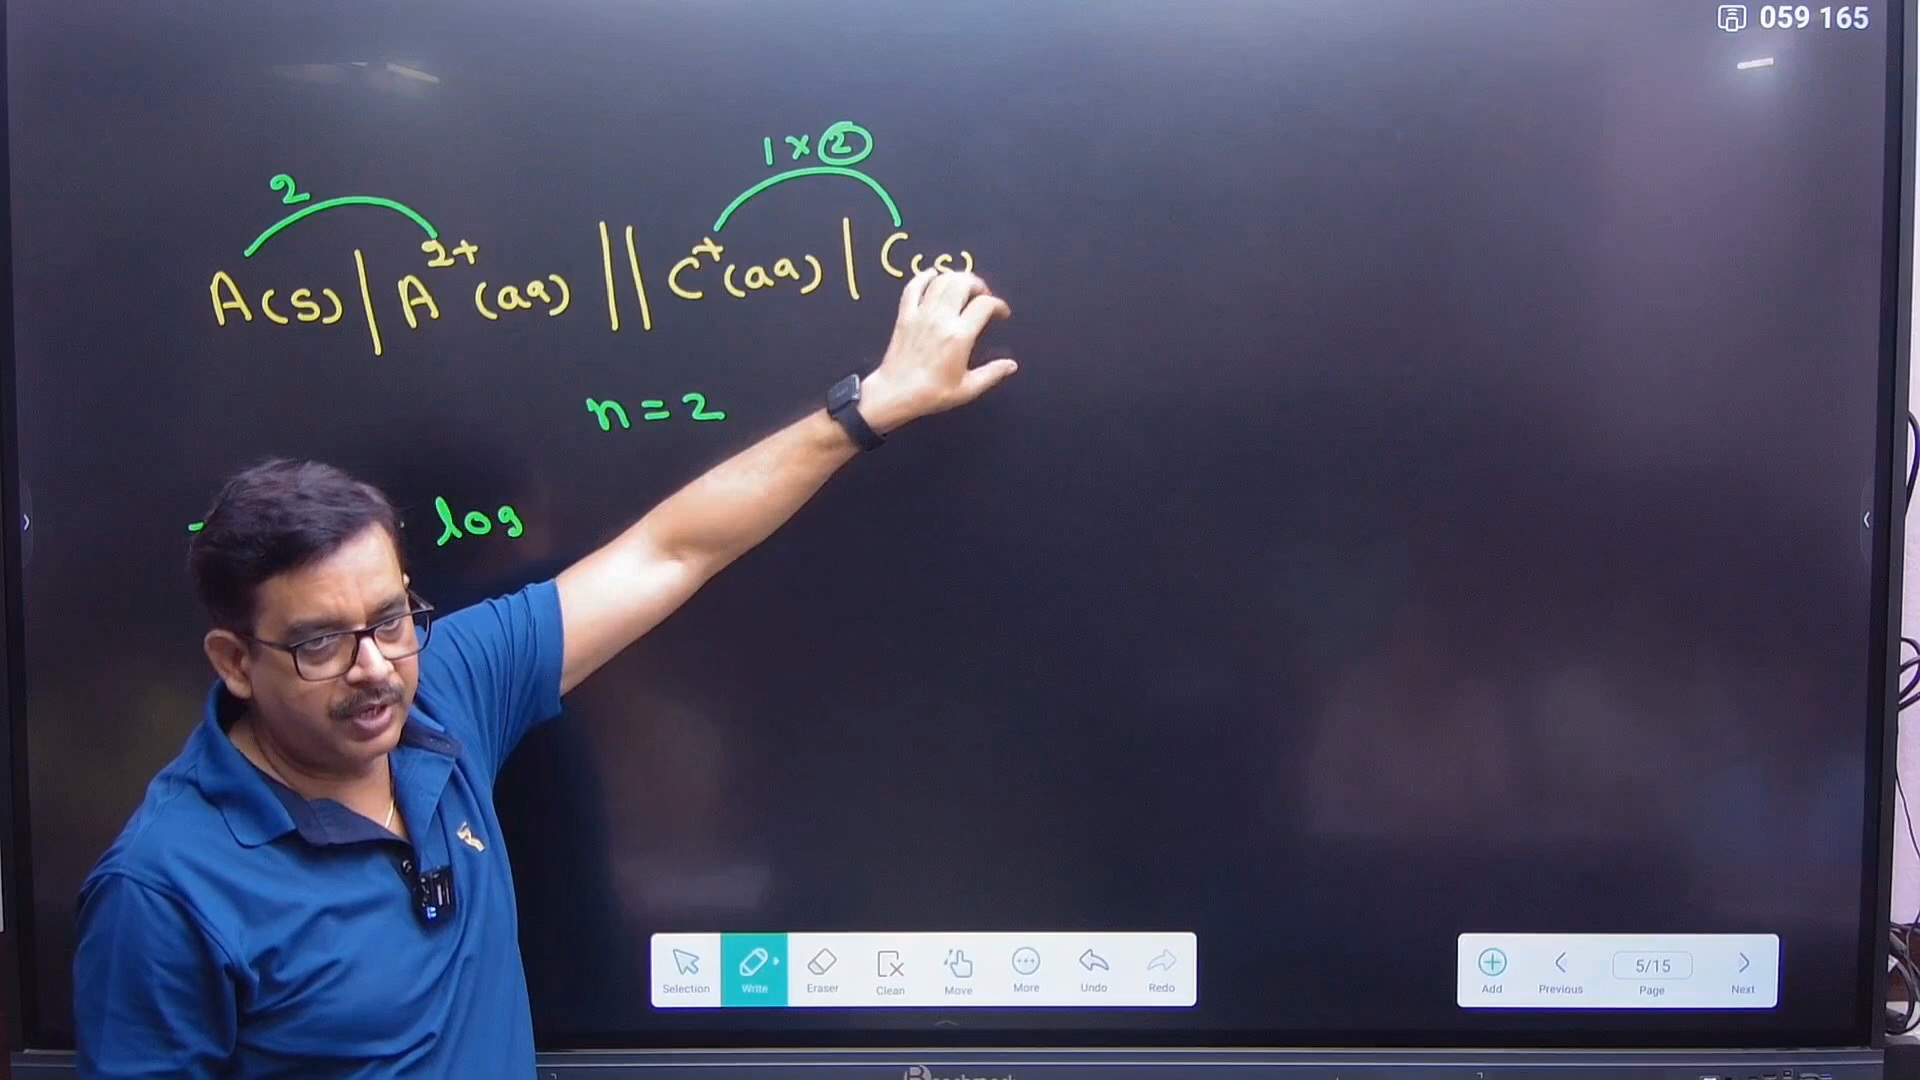 059 165
1 × 2
2
A(s) | A²⁺(aq) || C⁺(aq) | C(s)
n = 2
- log
Selection Write Eraser Clean Move More Undo Redo
Add Previous 5/15 Page Next